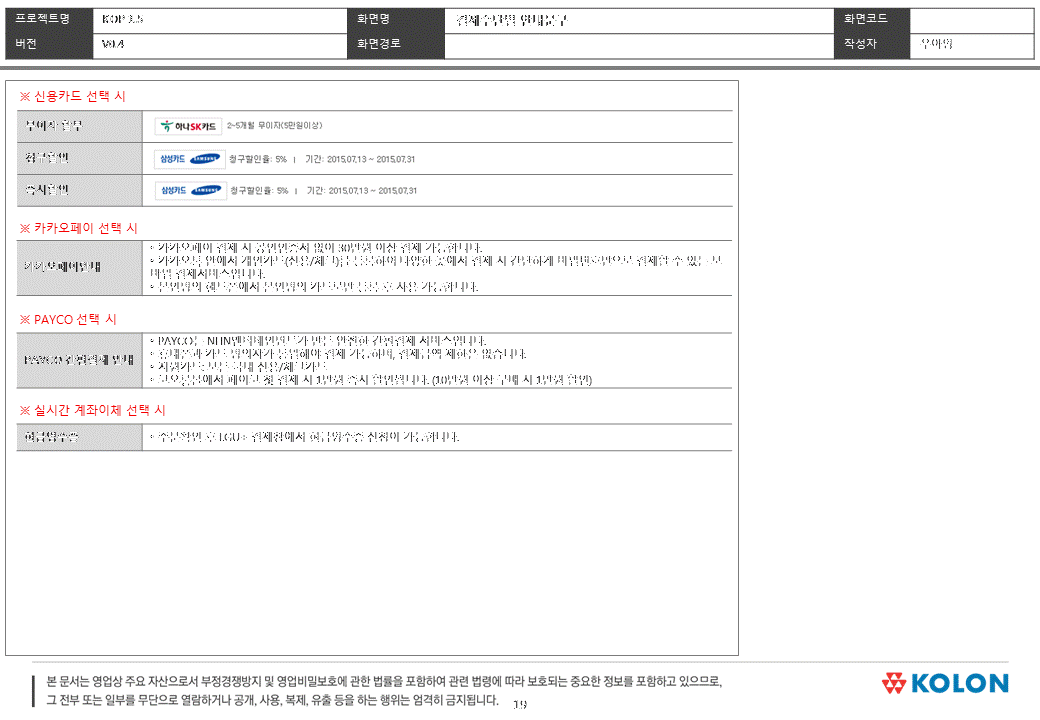 프로젝트명 KOP 3.5 화면명 결제수단별 안내문구 화면코드
버전 V0.4 화면경로 작성자 우아영
※ 신용카드 선택 시
무이자 할부 하나SK카드 2~5개월 무이자(5만원이상)
청구할인 삼성카드 SAMSUNG 청구할인율: 5% | 기간: 2015.07.13 ~ 2015.07.31
즉시할인 삼성카드 SAMSUNG 청구할인율: 5% | 기간: 2015.07.13 ~ 2015.07.31
※ 카카오페이 선택 시
카카오페이안내
◦ 카카오페이 결제 시 공인인증서 없이 30만원 이상 결제 가능합니다.
◦ 카카오톡 안에서 개인카드(신용/체크)를 등록하여 다양한 곳에서 결제 시 간단하게 비밀번호만으로 결제할 수 있는 모
바일 결제서비스입니다.
◦ 본인명의 핸드폰에서 본인명의 카드로만 등록 후 사용 가능합니다.
※ PAYCO 선택 시
PAYCO 간편결제 안내
◦ PAYCO는 NHN엔터테인먼트가 만든 안전한 간편결제 서비스입니다.
◦ 휴대폰과 카드 명의자가 동일해야 결제 가능하며, 결제금액 제한은 없습니다.
◦ 지원카드: 모든 국내 신용/체크카드
◦ 코오롱몰에서 페이코 첫 결제 시 1만원 즉시 할인됩니다. (10만원 이상 구매 시 1만원 할인)
※ 실시간 계좌이체 선택 시
현금영수증 ◦ 주문확인 후 LGU+ 결제창에서 현금영수증 신청이 가능합니다.
본 문서는 영업상 주요 자산으로서 부정경쟁방지 및 영업비밀보호에 관한 법률을 포함하여 관련 법령에 따라 보호되는 중요한 정보를 포함하고 있으므로,
그 전부 또는 일부를 무단으로 열람하거나 공개, 사용, 복제, 유출 등을 하는 행위는 엄격히 금지됩니다.
19
KOLON